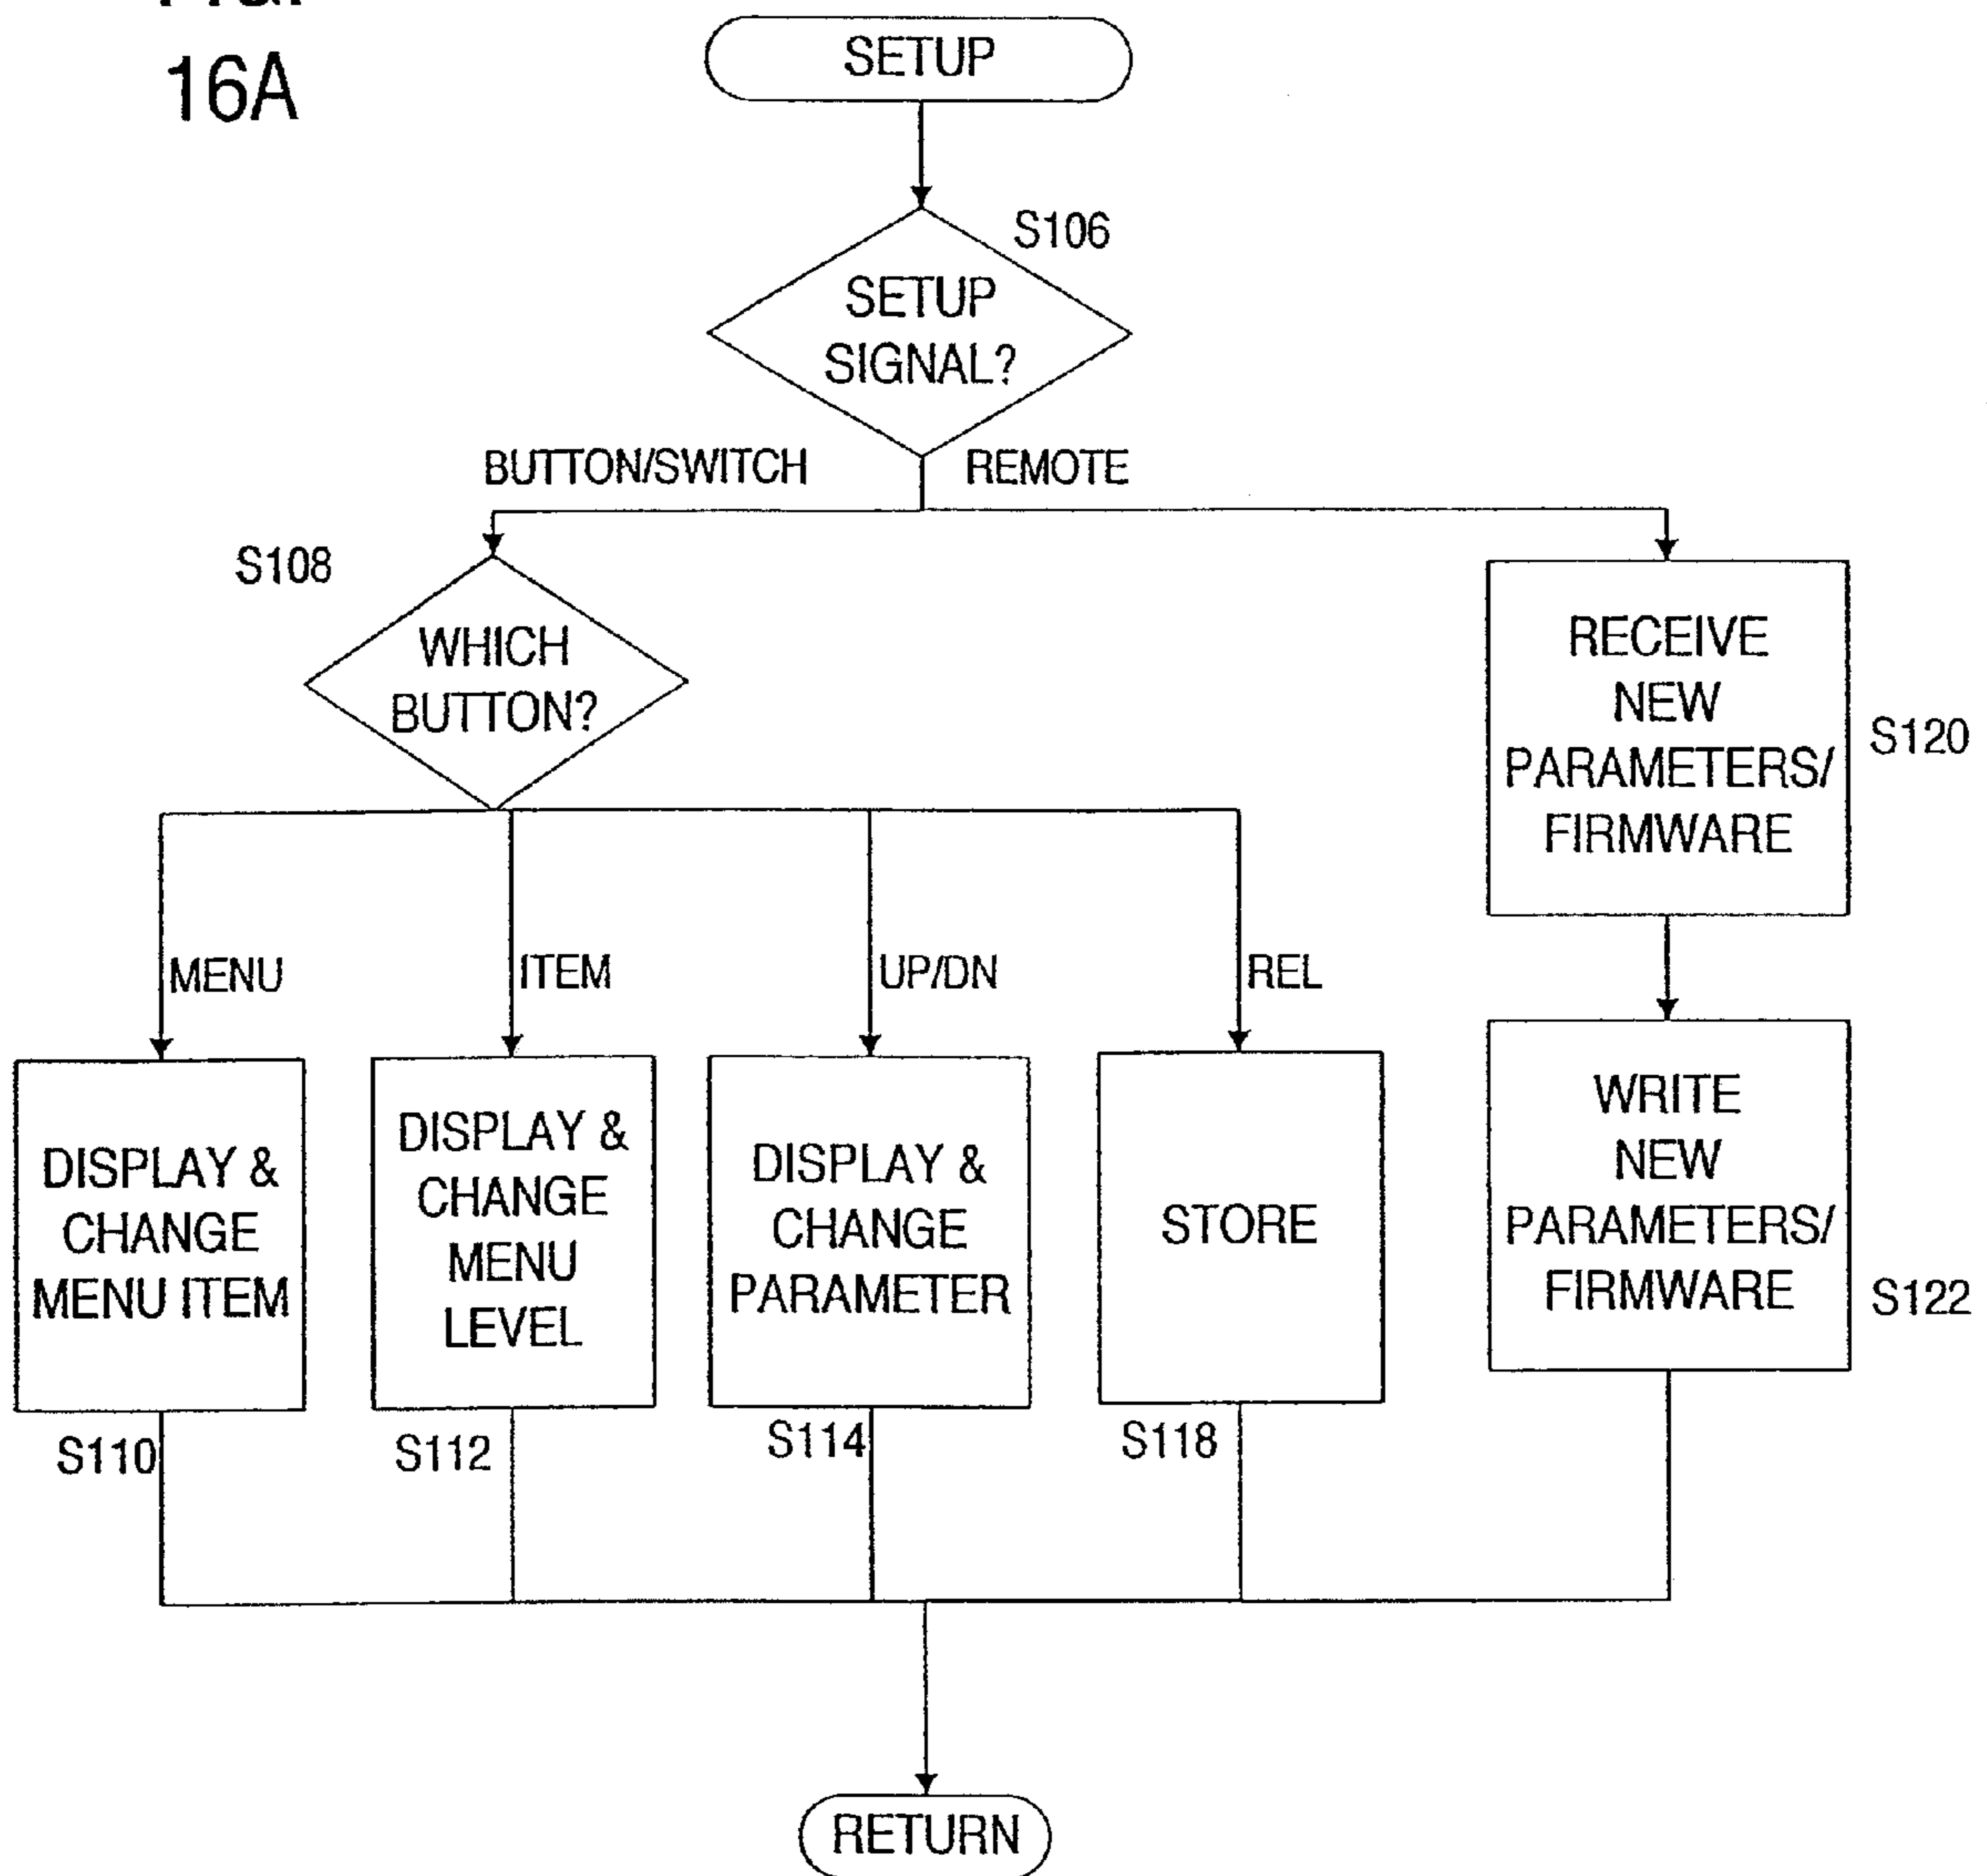 16A
SETUP
S106
SETUP
SIGNAL?
BUTTON/SWITCH
REMOTE
S108
WHICH
BUTTON?
RECEIVE
NEW
PARAMETERS/
FIRMWARE
S120
MENU
ITEM
UP/DN
REL
DISPLAY &
CHANGE
MENU ITEM
S110
DISPLAY &
CHANGE
MENU
LEVEL
S112
DISPLAY &
CHANGE
PARAMETER
S114
STORE
S118
WRITE
NEW
PARAMETERS/
FIRMWARE
S122
RETURN